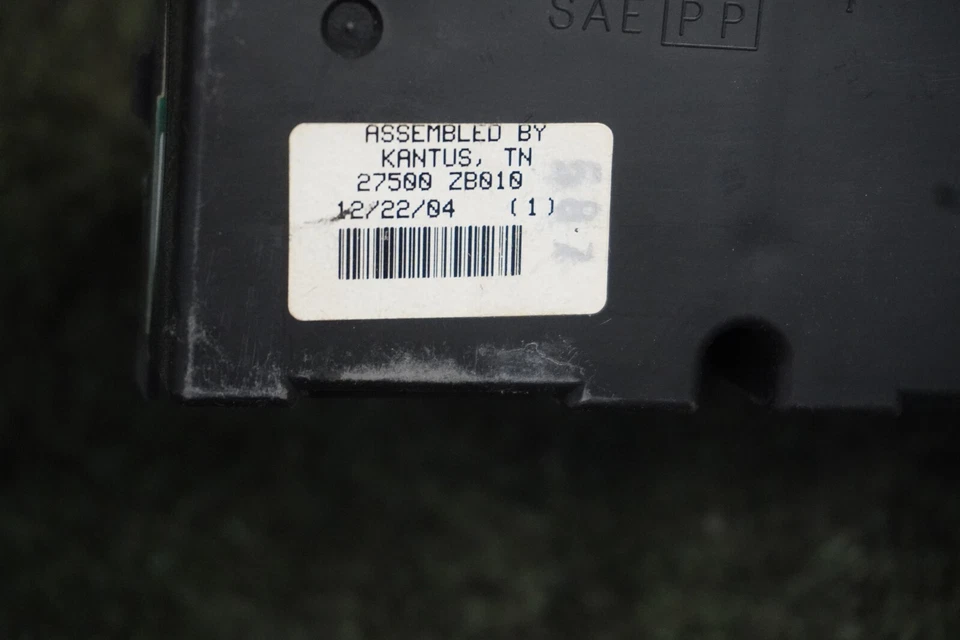 SAE PP
ASSEMBLED BY
KANTUS, TN
27500 ZB010
12/22/04 (1)